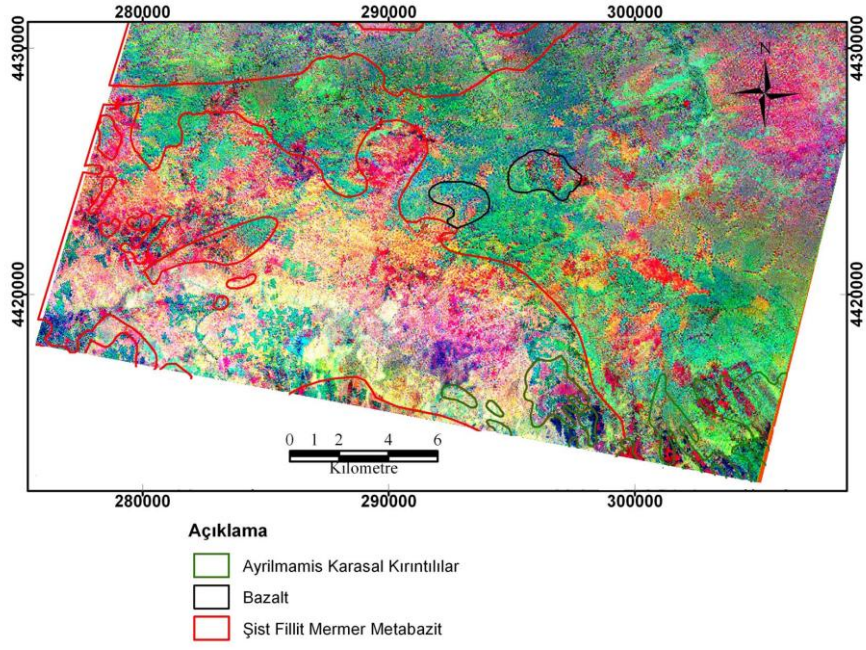 280000 290000 300000
4430000 4430000
N
4420000 4420000
0 1 2 4 6
Kilometre
280000 290000 300000
Açıklama
Ayrilmamis Karasal Kırıntılılar
Bazalt
Şist Fillit Mermer Metabazit